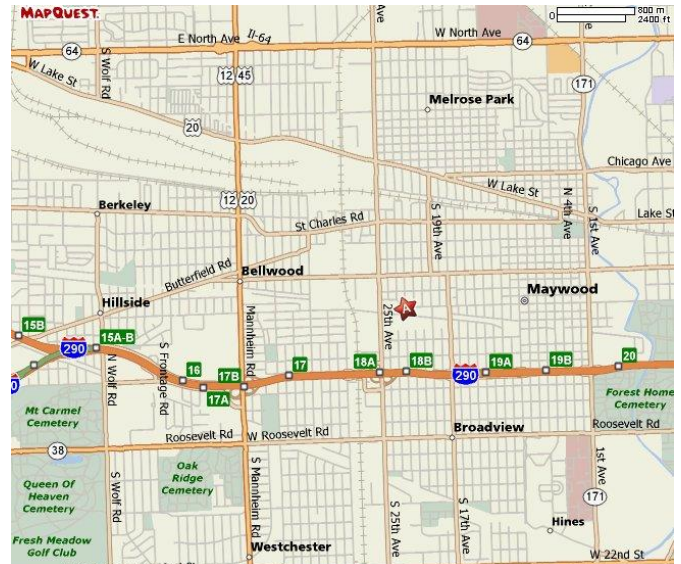 MAPQUEST
800 m
0
2400 ft
E North Ave
Il-64
W North Ave
64
64
S Wolf Rd
W Lake St
12 45
171
Melrose Park
20
Chicago Ave
W Lake St
12 20
Berkeley
St Charles Rd
S 19th Ave
N 4th Ave
S 1st Ave
Lake St
Butterfield Rd
Bellwood
Hillside
Mannheim Rd
25th Ave
A
Maywood
15B
15A-B
290
N Wolf Rd
S Frontage Rd
16
17B
17A
17
18A
18B
290
19A
19B
20
0
Mt Carmel
Cemetery
Forest Home
Cemetery
Roosevelt Rd
W Roosevelt Rd
Broadview
Roosevelt Rd
38
Queen Of
Heaven
Cemetery
S Wolf Rd
Oak
Ridge
Cemetery
S Mannheim Rd
S 25th Ave
S 17th Ave
1st Ave
171
Fresh Meadow
Golf Club
Westchester
Hines
W 22nd St